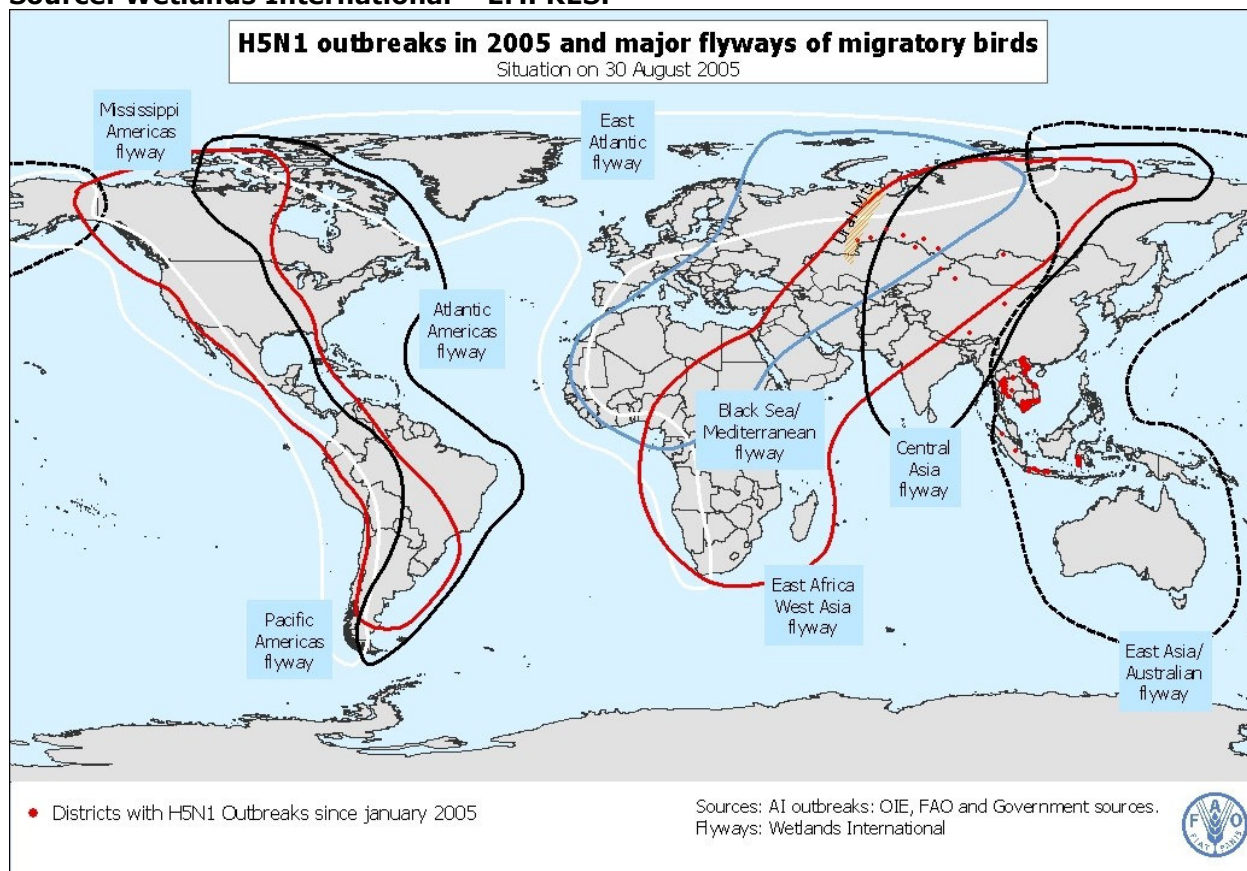 H5N1 outbreaks in 2005 and major flyways of migratory birds
Situation on 30 August 2005
Mississippi
Americas
flyway
East
Atlantic
flyway
Ural Mts
Atlantic
Americas
flyway
Black Sea/
Mediterranean
flyway
Central
Asia
flyway
East Africa
West Asia
flyway
Pacific
Americas
flyway
East Asia/
Australian
flyway
• Districts with H5N1 Outbreaks since january 2005
Sources: AI outbreaks: OIE, FAO and Government sources.
Flyways: Wetlands International
F A O
FIAT PANIS